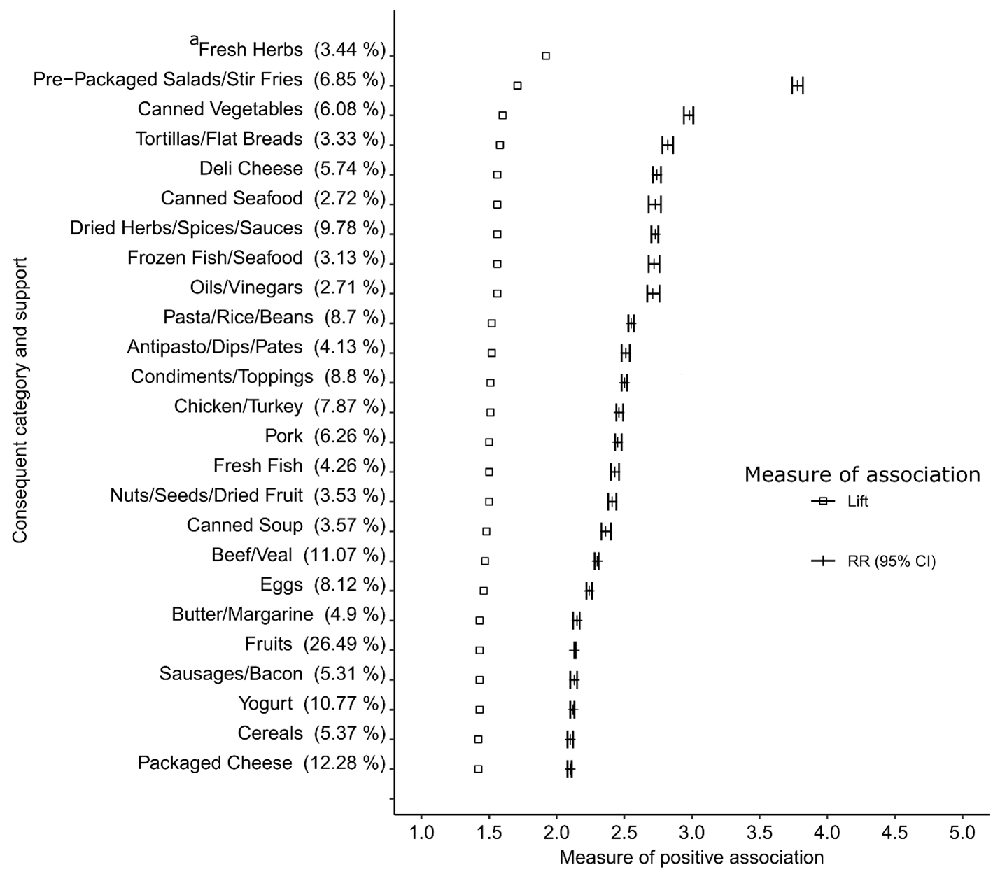 aFresh Herbs (3.44 %)
Pre−Packaged Salads/Stir Fries (6.85 %)
Canned Vegetables (6.08 %)
Tortillas/Flat Breads (3.33 %)
Deli Cheese (5.74 %)
Canned Seafood (2.72 %)
Dried Herbs/Spices/Sauces (9.78 %)
Frozen Fish/Seafood (3.13 %)
Oils/Vinegars (2.71 %)
Pasta/Rice/Beans (8.7 %)
Antipasto/Dips/Pates (4.13 %)
Condiments/Toppings (8.8 %)
Chicken/Turkey (7.87 %)
Pork (6.26 %)
Fresh Fish (4.26 %)
Nuts/Seeds/Dried Fruit (3.53 %)
Canned Soup (3.57 %)
Beef/Veal (11.07 %)
Eggs (8.12 %)
Butter/Margarine (4.9 %)
Fruits (26.49 %)
Sausages/Bacon (5.31 %)
Yogurt (10.77 %)
Cereals (5.37 %)
Packaged Cheese (12.28 %)
Consequent category and support
Measure of association
Lift
RR (95% CI)
1.0 1.5 2.0 2.5 3.0 3.5 4.0 4.5 5.0
Measure of positive association